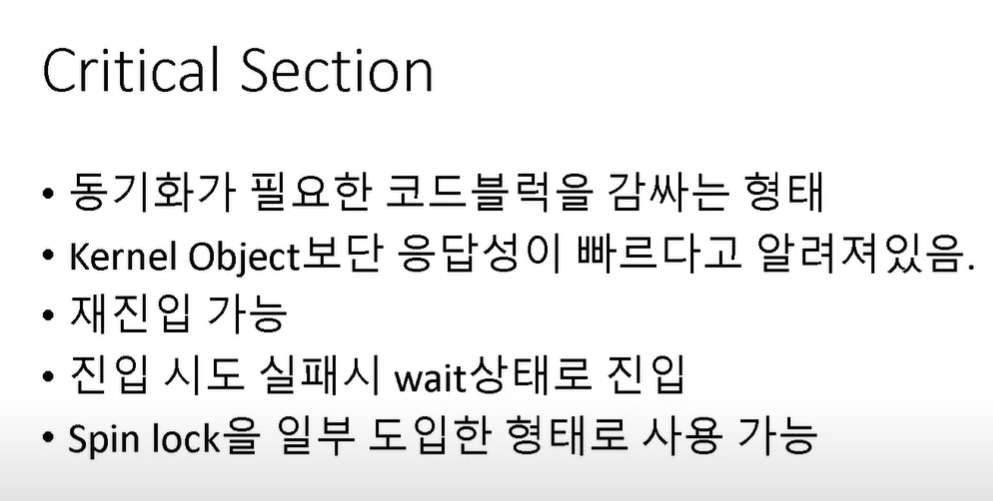 Critical Section
• 동기화가 필요한 코드블럭을 감싸는 형태
• Kernel Object보단 응답성이 빠르다고 알려져있음.
• 재진입 가능
• 진입 시도 실패시 wait상태로 진입
• Spin lock을 일부 도입한 형태로 사용 가능